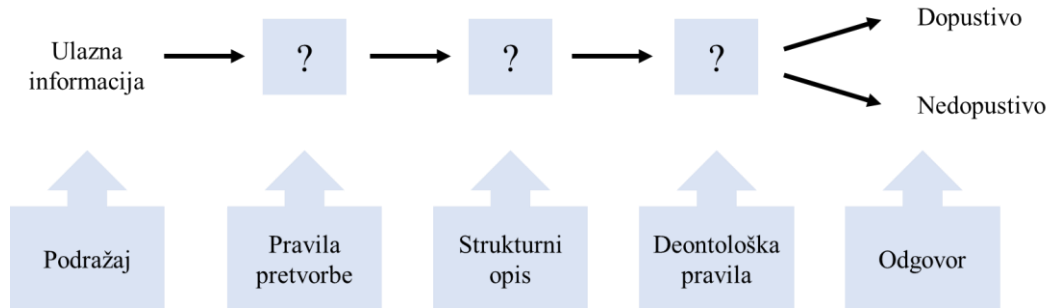 Ulazna
informacija
?
?
?
Dopustivo
Nedopustivo
Podražaj
Pravila
pretvorbe
Strukturni
opis
Deontološka
pravila
Odgovor